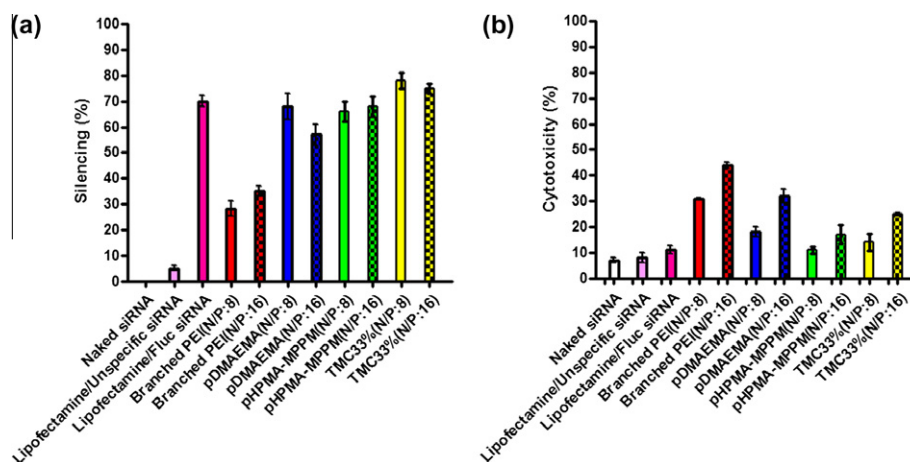 (a)
100
90
80
70
60
50
40
30
20
10
0
Silencing (%)
Naked siRNA
Lipofectamine/Unspecific siRNA
Lipofectamine/Fluc siRNA
Branched PEI(N/P:8)
Branched PEI(N/P:16)
pDMAEMA(N/P:8)
pDMAEMA(N/P:16)
pHPMA-MPPM(N/P:8)
pHPMA-MPPM(N/P:16)
TMC33%(N/P:8)
TMC33%(N/P:16)
(b)
100
90
80
70
60
50
40
30
20
10
0
Cytotoxicity (%)
Naked siRNA
Lipofectamine/Unspecific siRNA
Lipofectamine/Fluc siRNA
Branched PEI(N/P:8)
Branched PEI(N/P:16)
pDMAEMA(N/P:8)
pDMAEMA(N/P:16)
pHPMA-MPPM(N/P:8)
pHPMA-MPPM(N/P:16)
TMC33%(N/P:8)
TMC33%(N/P:16)